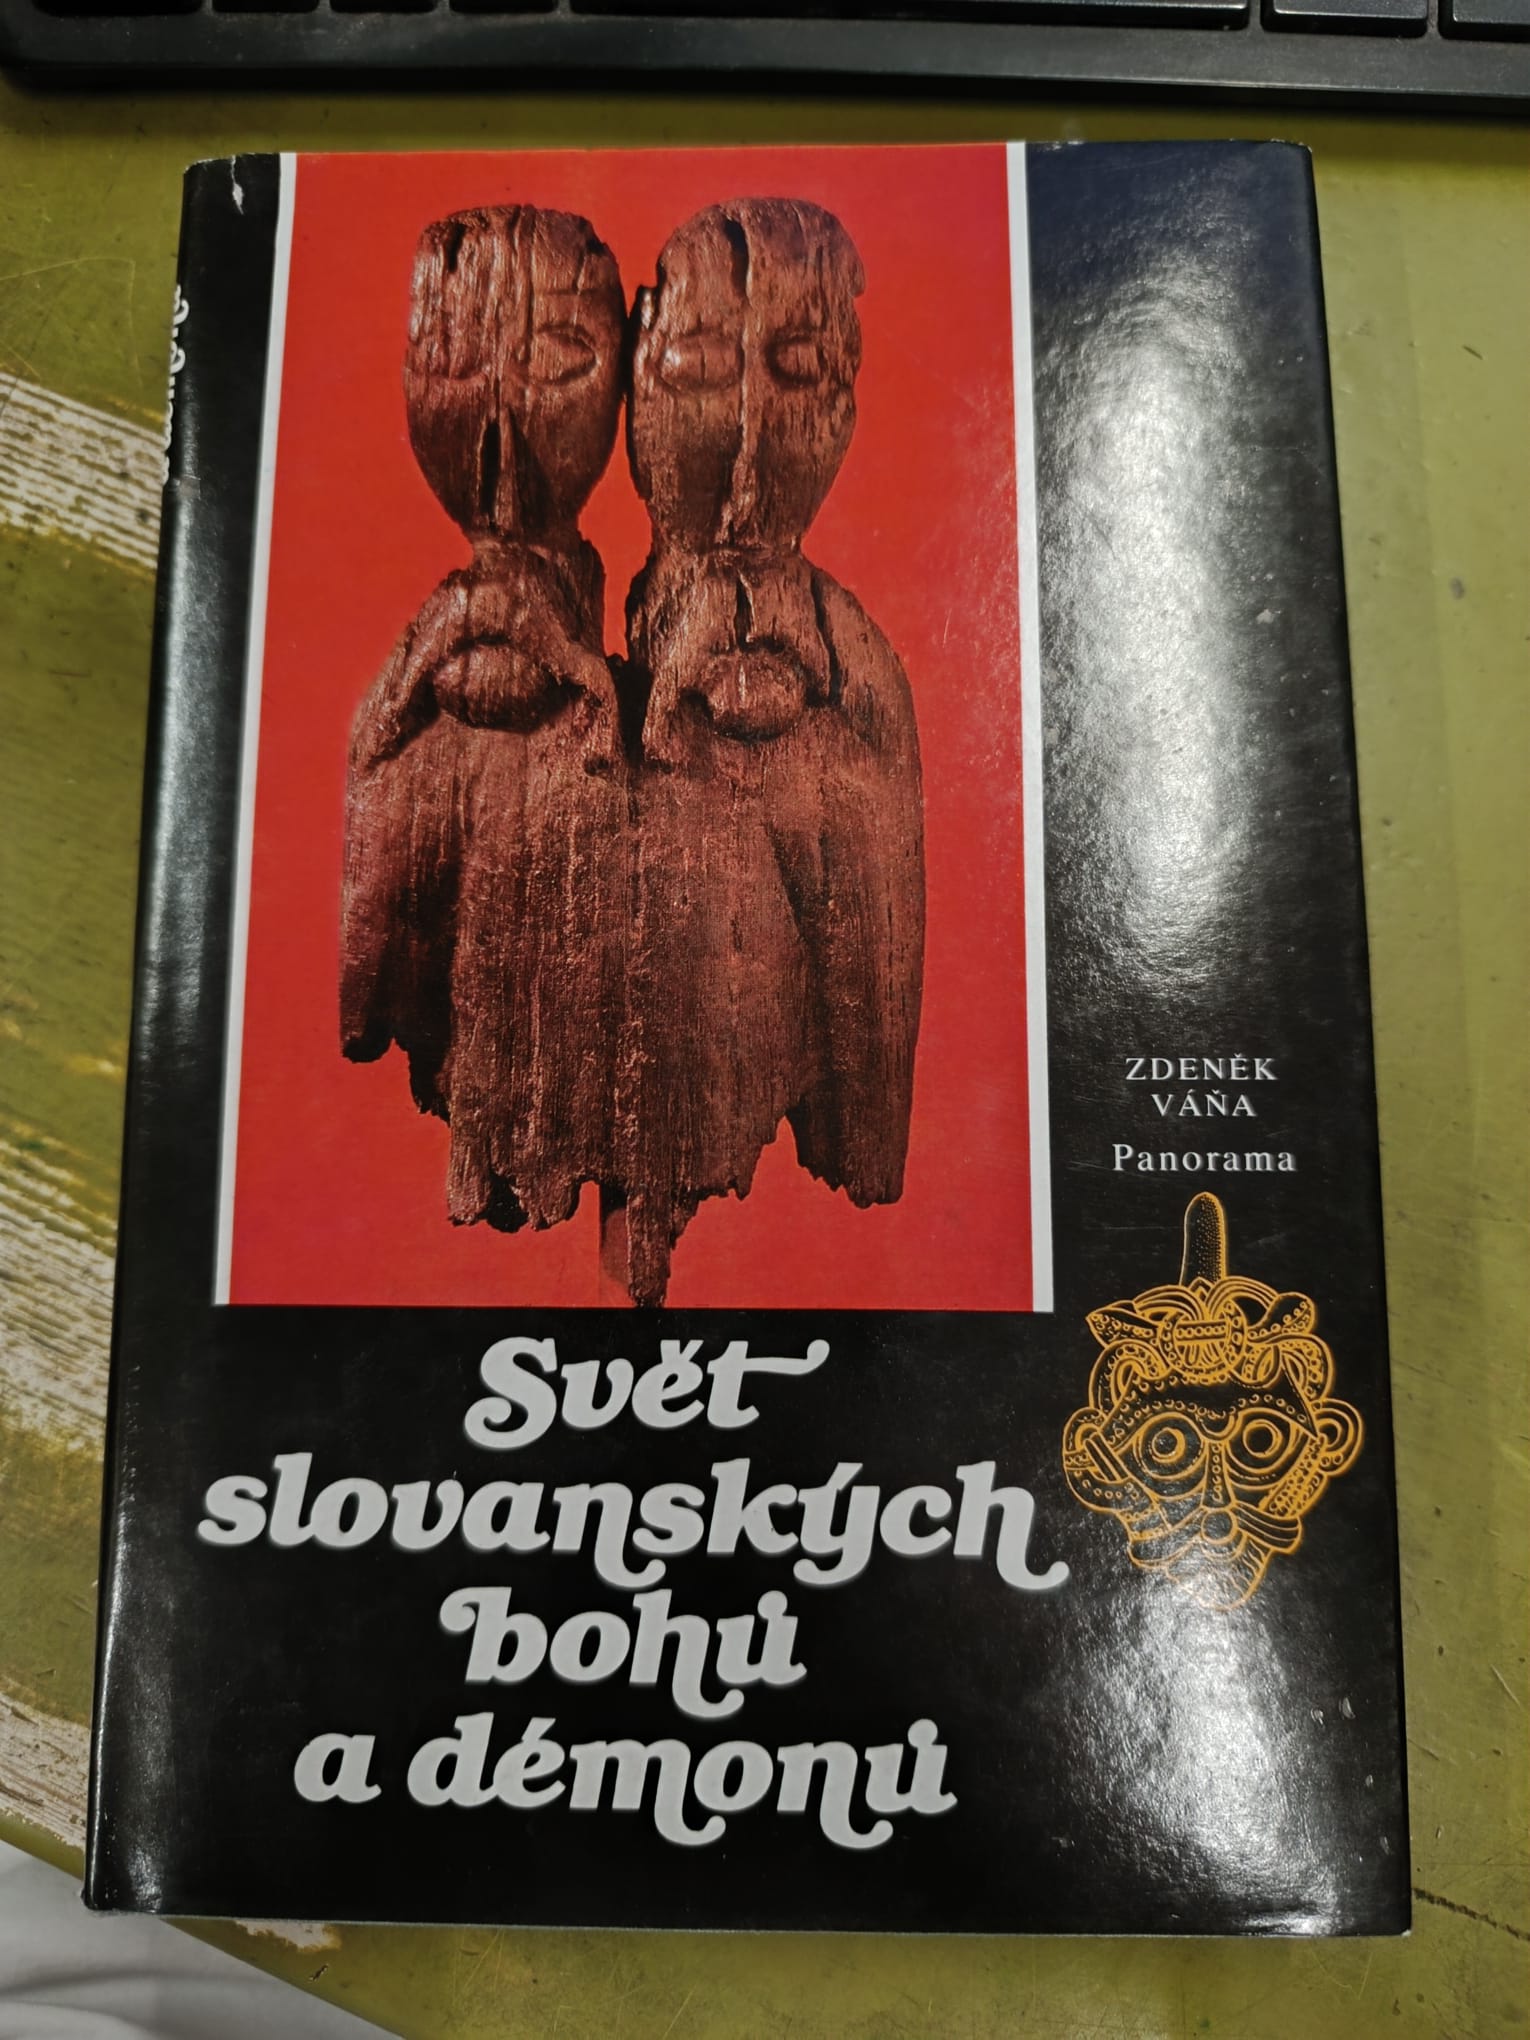 ZDENĚK
VÁŇA
Panorama
Svět
slovanských
bohů
a démonů